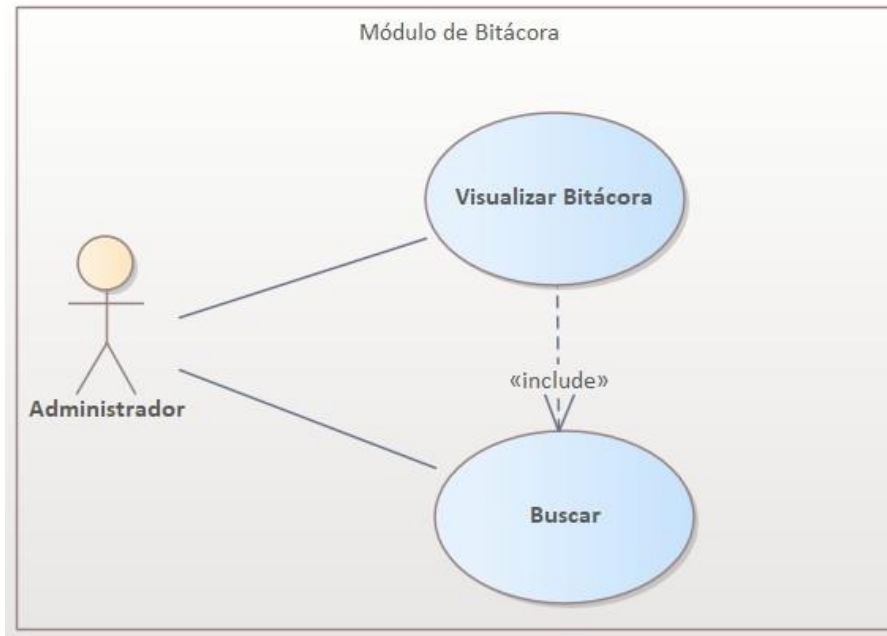 Módulo de Bitácora
Visualizar Bitácora
«include»
Administrador
Buscar